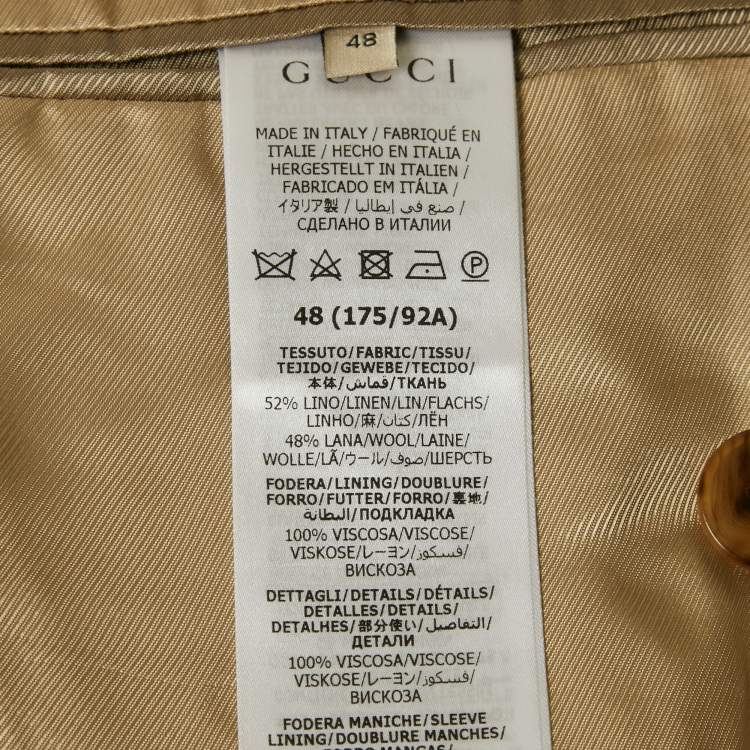 48
GUCCI
MADE IN ITALY / FABRIQUÉ EN
ITALIE / HECHO EN ITALIA /
HERGESTELLT IN ITALIEN /
FABRICADO EM ITÁLIA /
イタリア製 / صنع في إيطاليا /
СДЕЛАНО В ИТАЛИИ
P
48 (175/92A)
TESSUTO/FABRIC/TISSU/
TEJIDO/GEWEBE/TECIDO/
本体/قماش/ТКАНЬ
52% LINO/LINEN/LIN/FLACHS/
LINHO/麻/كتان/ЛЁН
48% LANA/WOOL/LAINE/
WOLLE/LÃ/ウール/صوف/ШЕРСТЬ
FODERA/LINING/DOUBLURE/
FORRO/FUTTER/FORRO/裏地/
البطانة/ПОДКЛАДКА
100% VISCOSA/VISCOSE/
VISKOSE/レーヨン/فسكوز/
ВИСКОЗА
DETTAGLI/DETAILS/DÉTAILS/
DETALLES/DETAILS/
DETALHES/部分使い/التفاصيل/
ДЕТАЛИ
100% VISCOSA/VISCOSE/
VISKOSE/レーヨン/فسكوز/
ВИСКОЗА
FODERA MANICHE/SLEEVE
LINING/DOUBLURE MANCHES/
FORRO MANGAS/